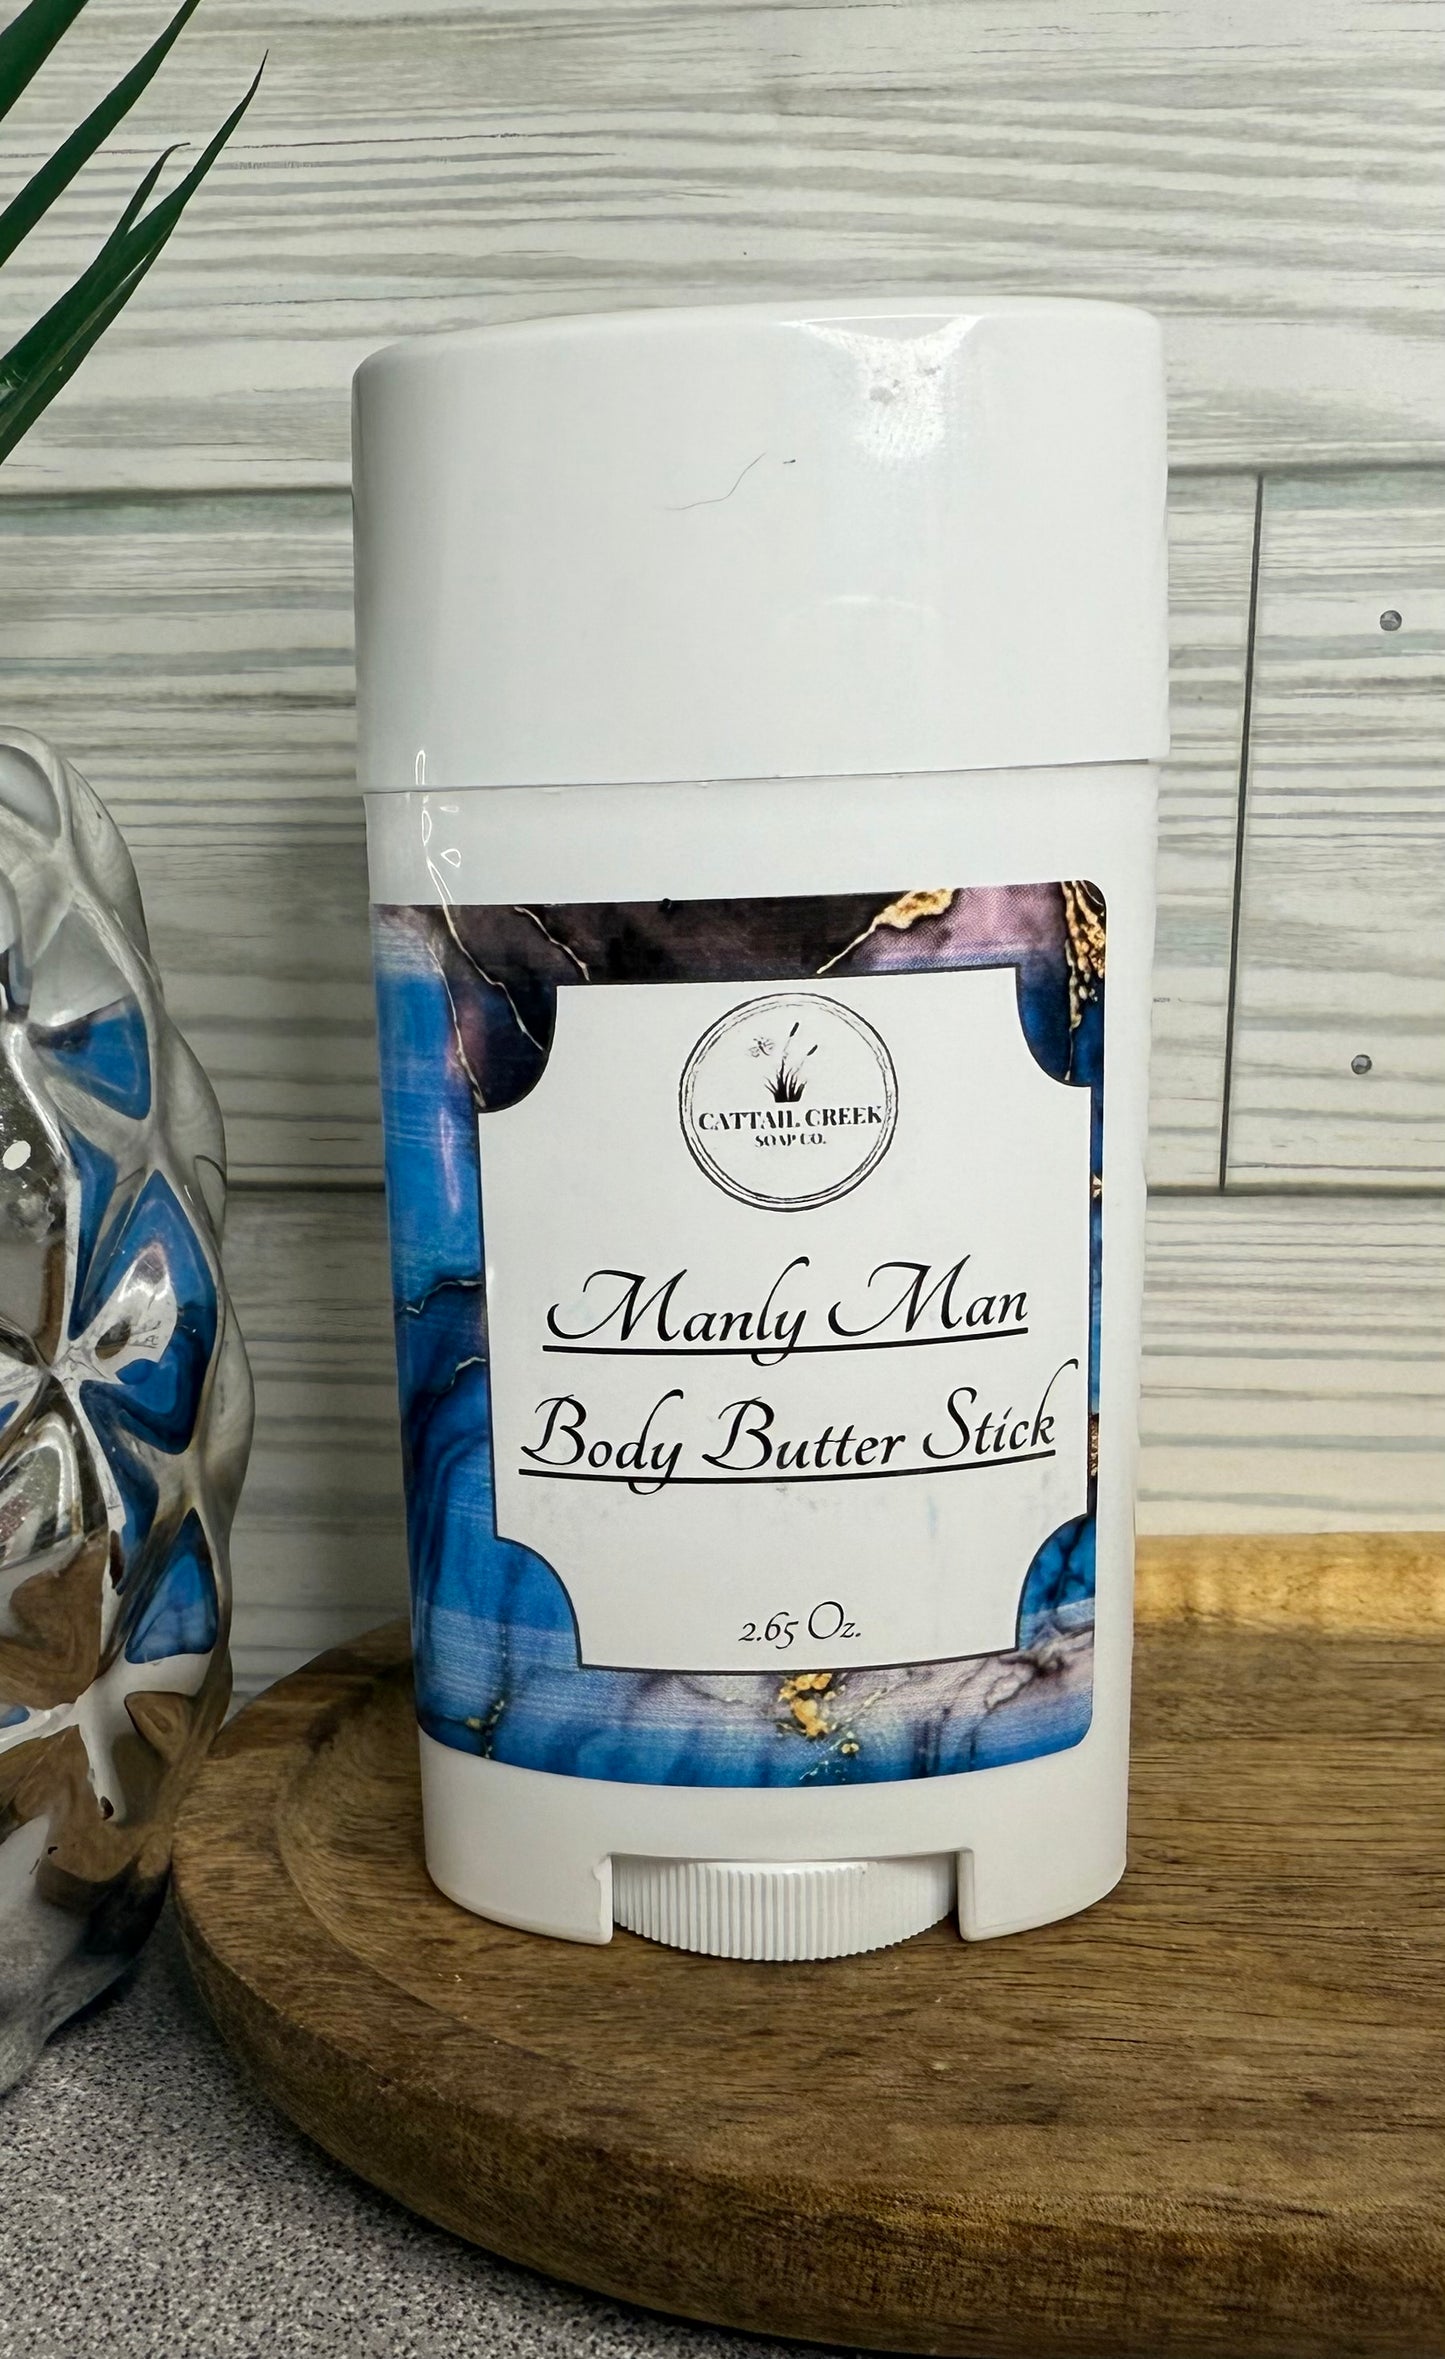 CATTAIL CREEK
SOAP CO.
Manly Man
Body Butter Stick
2.65 Oz.